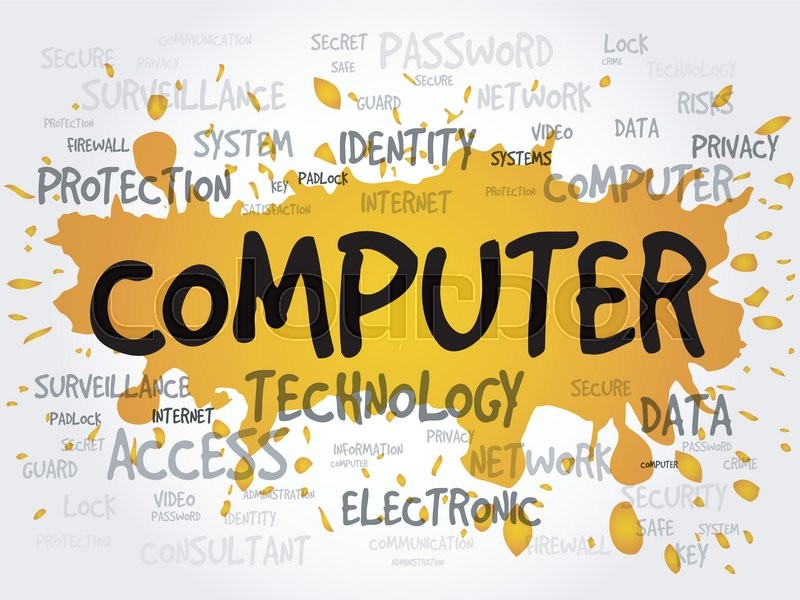 COMMUNICATION SECRET PASSWORD LOCK
SECURE PRIVACY SAFE CRIME TECHNOLOGY
SURVEILLANCE GUARD SECURE NETWORK RISKS
PROTECTION FIREWALL SYSTEM IDENTITY VIDEO DATA PRIVACY
SYSTEMS
PROTECTION KEY PADLOCK PROTECTION COMPUTER
SATISFACTION INTERNET
COMPUTER
SURVEILLANCE TECHNOLOGY SECURE
PADLOCK INTERNET DATA
SECRET ACCESS INFORMATION PRIVACY PASSWORD
GUARD COMPUTER NETWORK COMPUTER CRIME
LOCK VIDEO ADMINISTRATION ELECTRONIC SECURITY
PASSWORD IDENTITY SAFE SYSTEM
PROTECTION CONSULTANT COMMUNICATION FIREWALL KEY
ADMINISTRATION